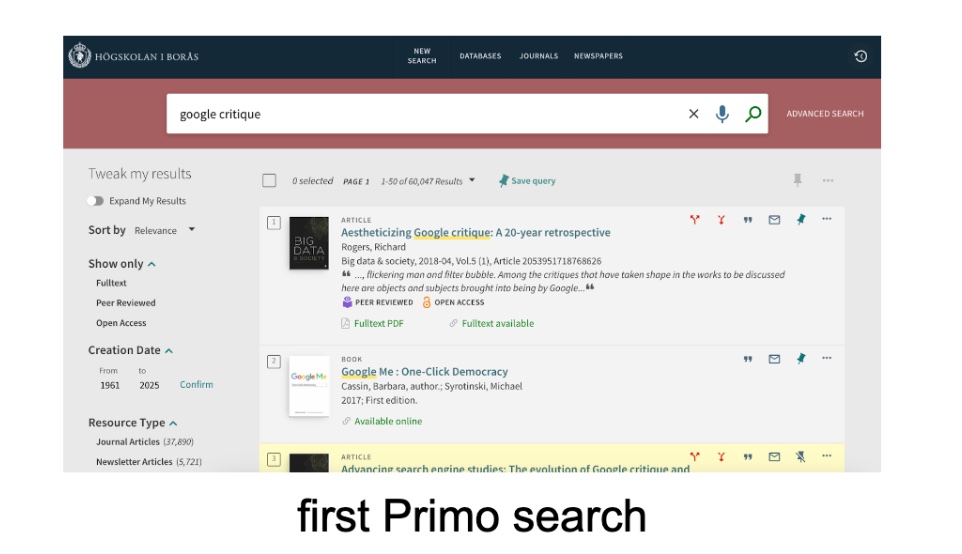 HÖGSKOLAN I BORÅS
NEW SEARCH
DATABASES
JOURNALS
NEWSPAPERS
google critique
ADVANCED SEARCH
Tweak my results
Expand My Results
Sort by Relevance
Show only
Fulltext
Peer Reviewed
Open Access
Creation Date
From to
1961 2025 Confirm
Resource Type
Journal Articles (37,890)
Newsletter Articles (5,721)
0 selected PAGE 1 1-50 of 60,047 Results Save query
1
BIG DATA & SOCIETY
ARTICLE
Aestheticizing Google critique: A 20-year retrospective
Rogers, Richard
Big data & society, 2018-04, Vol.5 (1), Article 2053951718768626
..., flickering man and filter bubble. Among the critiques that have taken shape in the works to be discussed
here are objects and subjects brought into being by Google...
PEER REVIEWED OPEN ACCESS
Fulltext PDF Fulltext available
2
Google Me
BOOK
Google Me : One-Click Democracy
Cassin, Barbara, author.; Syrotinski, Michael
2017; First edition.
Available online
3
ARTICLE
Advancing search engine studies: The evolution of Google critique and
first Primo search